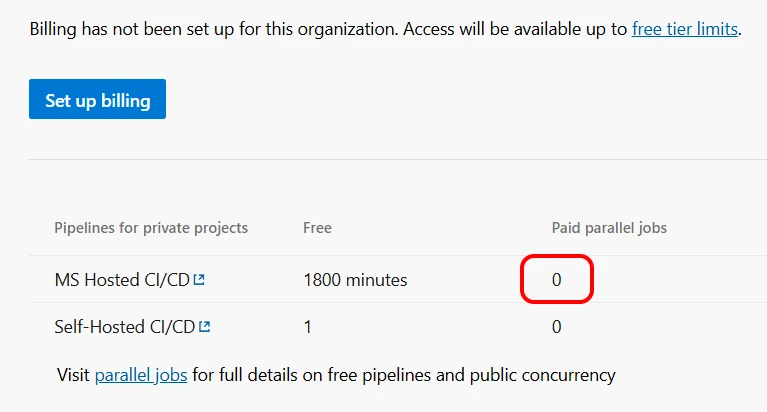 Billing has not been set up for this organization. Access will be available up to free tier limits.
Set up billing
Pipelines for private projects Free Paid parallel jobs
MS Hosted CI/CD 1800 minutes 0
Self-Hosted CI/CD 1 0
Visit parallel jobs for full details on free pipelines and public concurrency